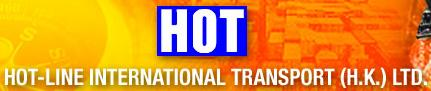 HOT
HOT-LINE INTERNATIONAL TRANSPORT (H.K.) LTD.